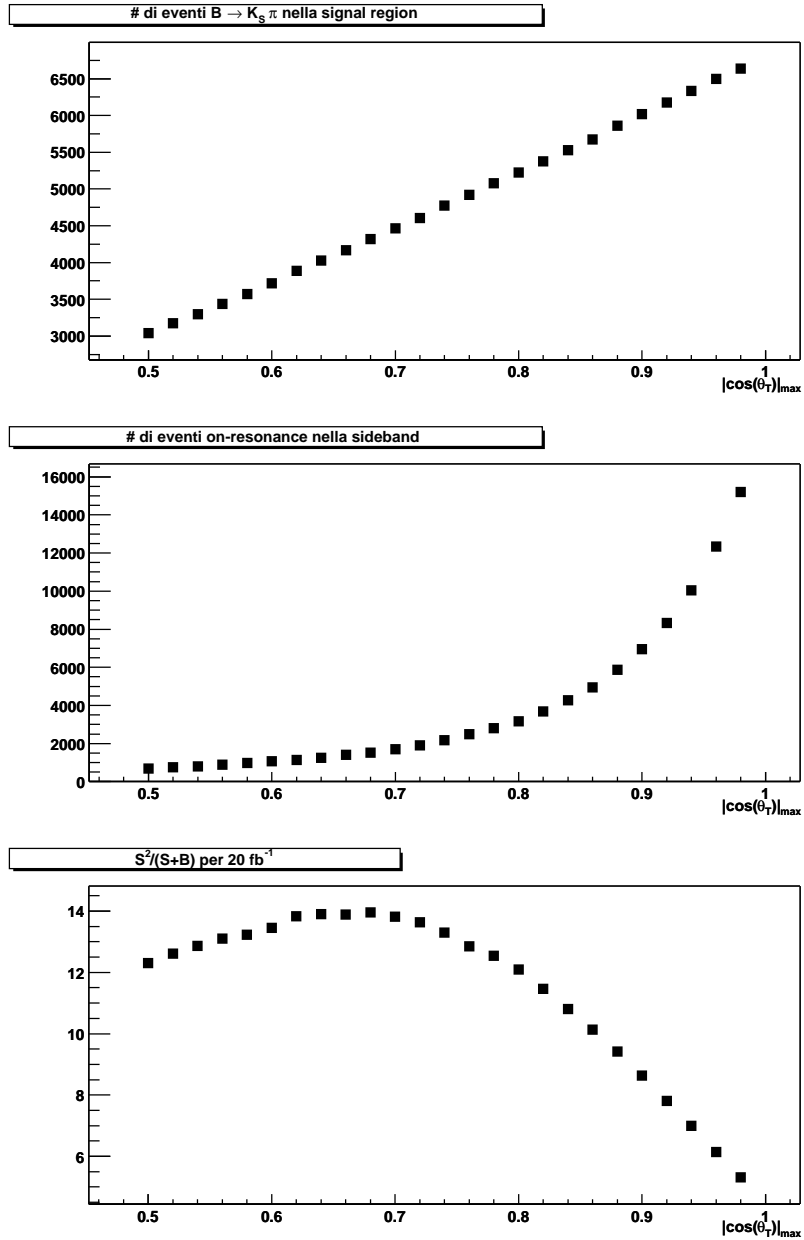 # di eventi B → K_S π nella signal region
6500
6000
5500
5000
4500
4000
3500
3000
0.5 0.6 0.7 0.8 0.9 1
|cos(θ_T)|_max
# di eventi on-resonance nella sideband
16000
14000
12000
10000
8000
6000
4000
2000
0
0.5 0.6 0.7 0.8 0.9 1
|cos(θ_T)|_max
S²/(S+B) per 20 fb⁻¹
14
12
10
8
6
0.5 0.6 0.7 0.8 0.9 1
|cos(θ_T)|_max